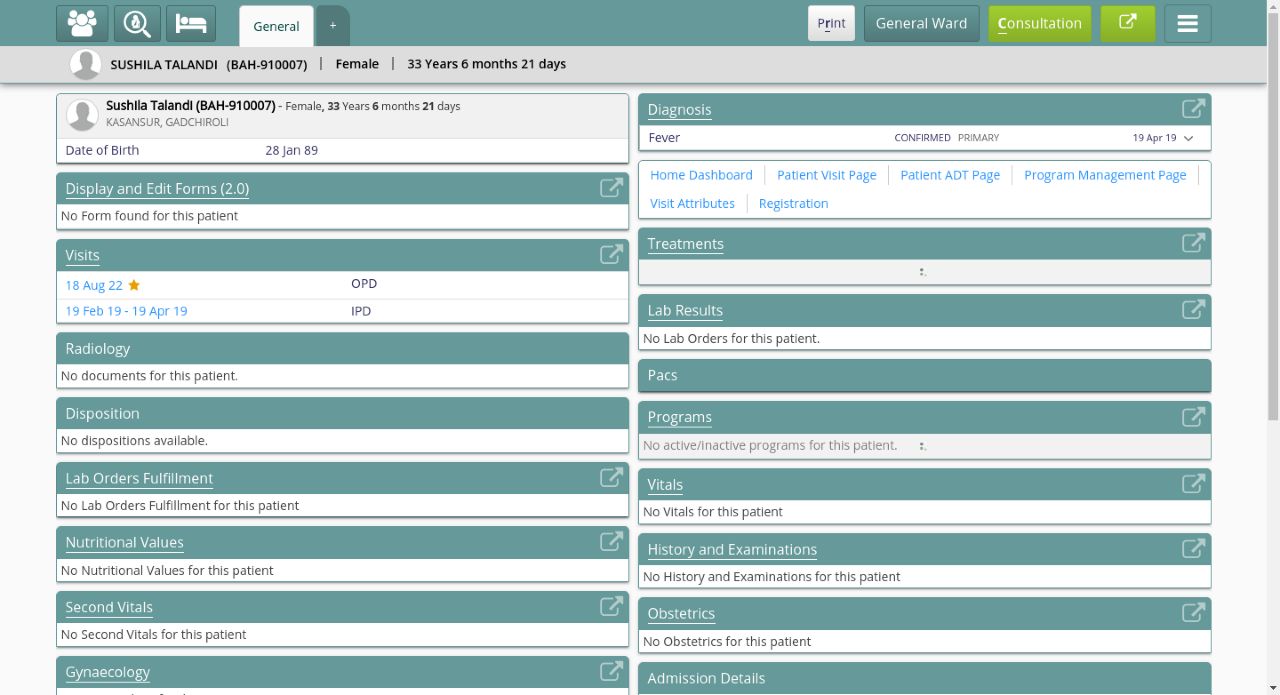 General
+
Print
General Ward
Consultation
SUSHILA TALANDI (BAH-910007) | Female | 33 Years 6 months 21 days
Sushila Talandi (BAH-910007) - Female, 33 Years 6 months 21 days
KASANSUR, GADCHIROLI
Date of Birth 28 Jan 89
Display and Edit Forms (2.0)
No Form found for this patient
Visits
18 Aug 22 OPD
19 Feb 19 - 19 Apr 19 IPD
Radiology
No documents for this patient.
Disposition
No dispositions available.
Lab Orders Fulfillment
No Lab Orders Fulfillment for this patient
Nutritional Values
No Nutritional Values for this patient
Second Vitals
No Second Vitals for this patient
Gynaecology
Diagnosis
Fever CONFIRMED PRIMARY 19 Apr 19
Home Dashboard Patient Visit Page Patient ADT Page Program Management Page
Visit Attributes Registration
Treatments
Lab Results
No Lab Orders for this patient.
Pacs
Programs
No active/inactive programs for this patient.
Vitals
No Vitals for this patient
History and Examinations
No History and Examinations for this patient
Obstetrics
No Obstetrics for this patient
Admission Details